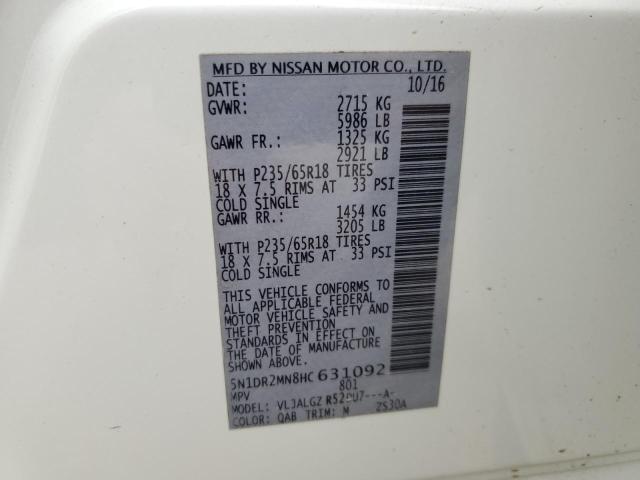 MFD BY NISSAN MOTOR CO., LTD.
DATE: 10/16
GVWR: 2715 KG
5986 LB
GAWR FR.: 1325 KG
2921 LB
WITH P235/65R18 TIRES
18 X 7.5 RIMS AT 33 PSI
COLD SINGLE
GAWR RR.: 1454 KG
3205 LB
WITH P235/65R18 TIRES
18 X 7.5 RIMS AT 33 PSI
COLD SINGLE
THIS VEHICLE CONFORMS TO
ALL APPLICABLE FEDERAL
MOTOR VEHICLE SAFETY AND
THEFT PREVENTION
STANDARDS IN EFFECT ON
DATE SHOWN ABOVE.
5N1DR2MN8HC631092
MPV 801
MODEL:
COLOR: QAB TRIM: M 2S30A